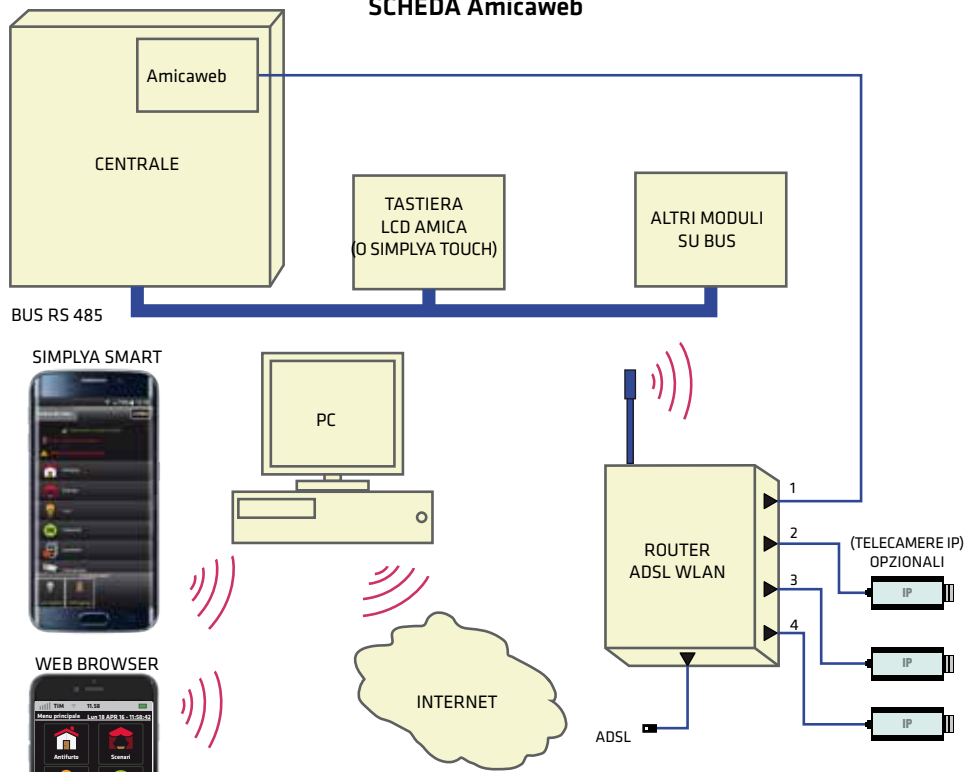 SCHEDA Amicaweb
Amicaweb
CENTRALE
TASTIERA
LCD AMICA
(O SIMPLYA TOUCH)
ALTRI MODULI
SU BUS
BUS RS 485
SIMPLYA SMART
PC
ROUTER
ADSL WLAN
1
2
3
4
(TELECAMERE IP)
OPZIONALI
IP
IP
IP
WEB BROWSER
INTERNET
ADSL
TIM 11.58
Menu principale Lun 18 APR 16 - 11:58:42
Antifurto
Scenari